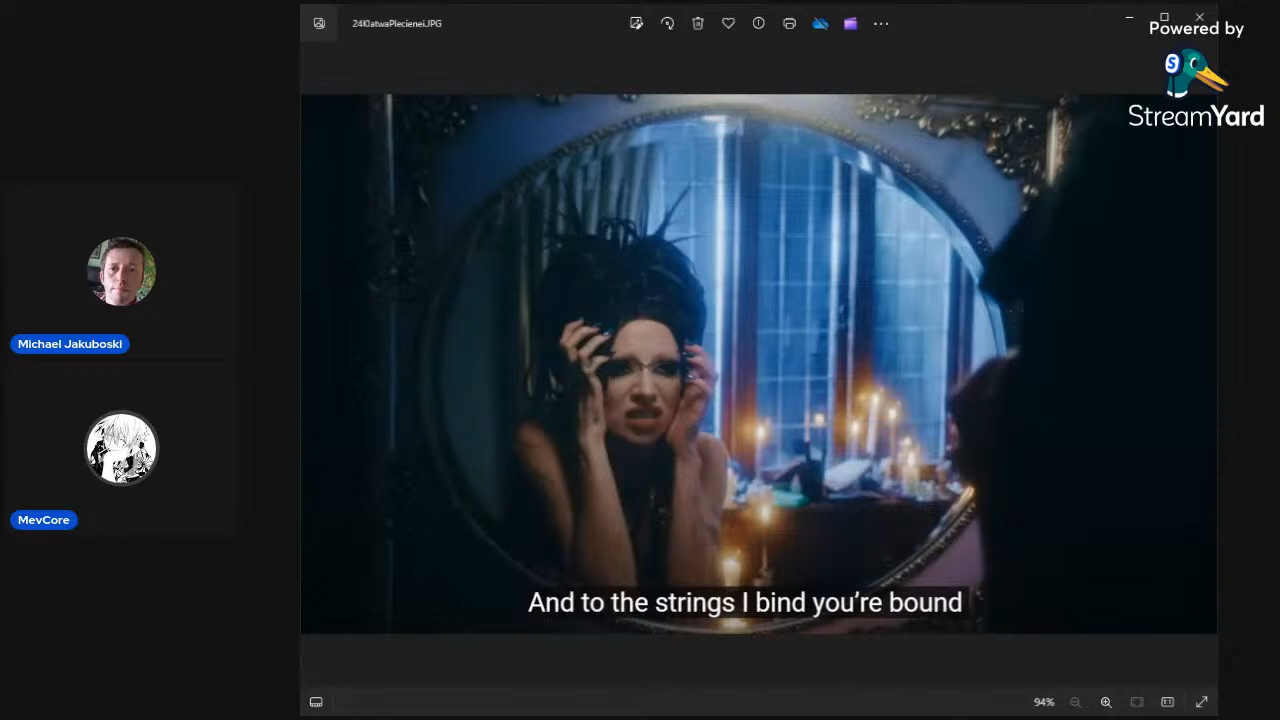 24KlatwaPlecienei.JPG
Powered by
S
StreamYard
Michael Jakuboski
MevCore
And to the strings I bind you're bound
94%